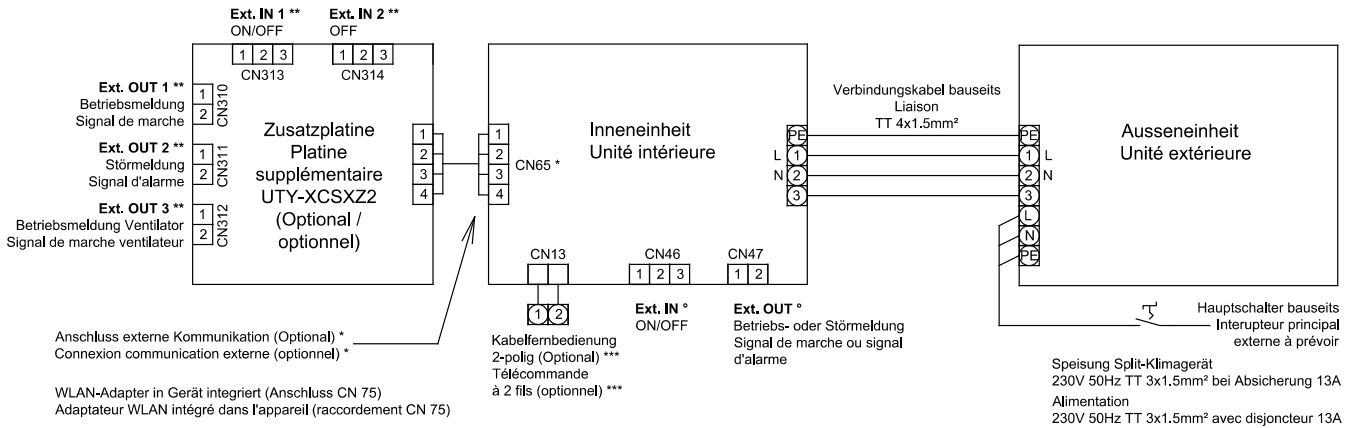 Ext. IN 1 **
ON/OFF
1 2 3
CN313
Ext. IN 2 **
OFF
1 2 3
CN314
Ext. OUT 1 **
Betriebsmeldung
Signal de marche
1
2
CN310
Ext. OUT 2 **
Störmeldung
Signal d'alarme
1
2
CN311
Ext. OUT 3 **
Betriebsmeldung Ventilator
Signal de marche ventilateur
1
2
CN312
Zusatzplatine
Platine
supplémentaire
UTY-XCSXZ2
(Optional /
optionnel)
1
2
3
4
1
2
3
4
CN65 *
Inneneinheit
Unité intérieure
PE
L 1
N 2
3
Verbindungskabel bauseits
Liaison
TT 4x1.5mm²
PE
1 L
2 N
3
L
N
PE
Ausseneinheit
Unité extérieure
CN13
1 2
Kabelfernbedienung
2-polig (Optional) ***
Télécommande
à 2 fils (optionnel) ***
CN46
1 2 3
Ext. IN °
ON/OFF
CN47
1 2
Ext. OUT °
Betriebs- oder Störmeldung
Signal de marche ou signal
d'alarme
Anschluss externe Kommunikation (Optional) *
Connexion communication externe (optionnel) *
WLAN-Adapter in Gerät integriert (Anschluss CN 75)
Adaptateur WLAN intégré dans l'appareil (raccordement CN 75)
Hauptschalter bauseits
Interupteur principal
externe à prévoir
Speisung Split-Klimagerät
230V 50Hz TT 3x1.5mm² bei Absicherung 13A
Alimentation
230V 50Hz TT 3x1.5mm² avec disjoncteur 13A